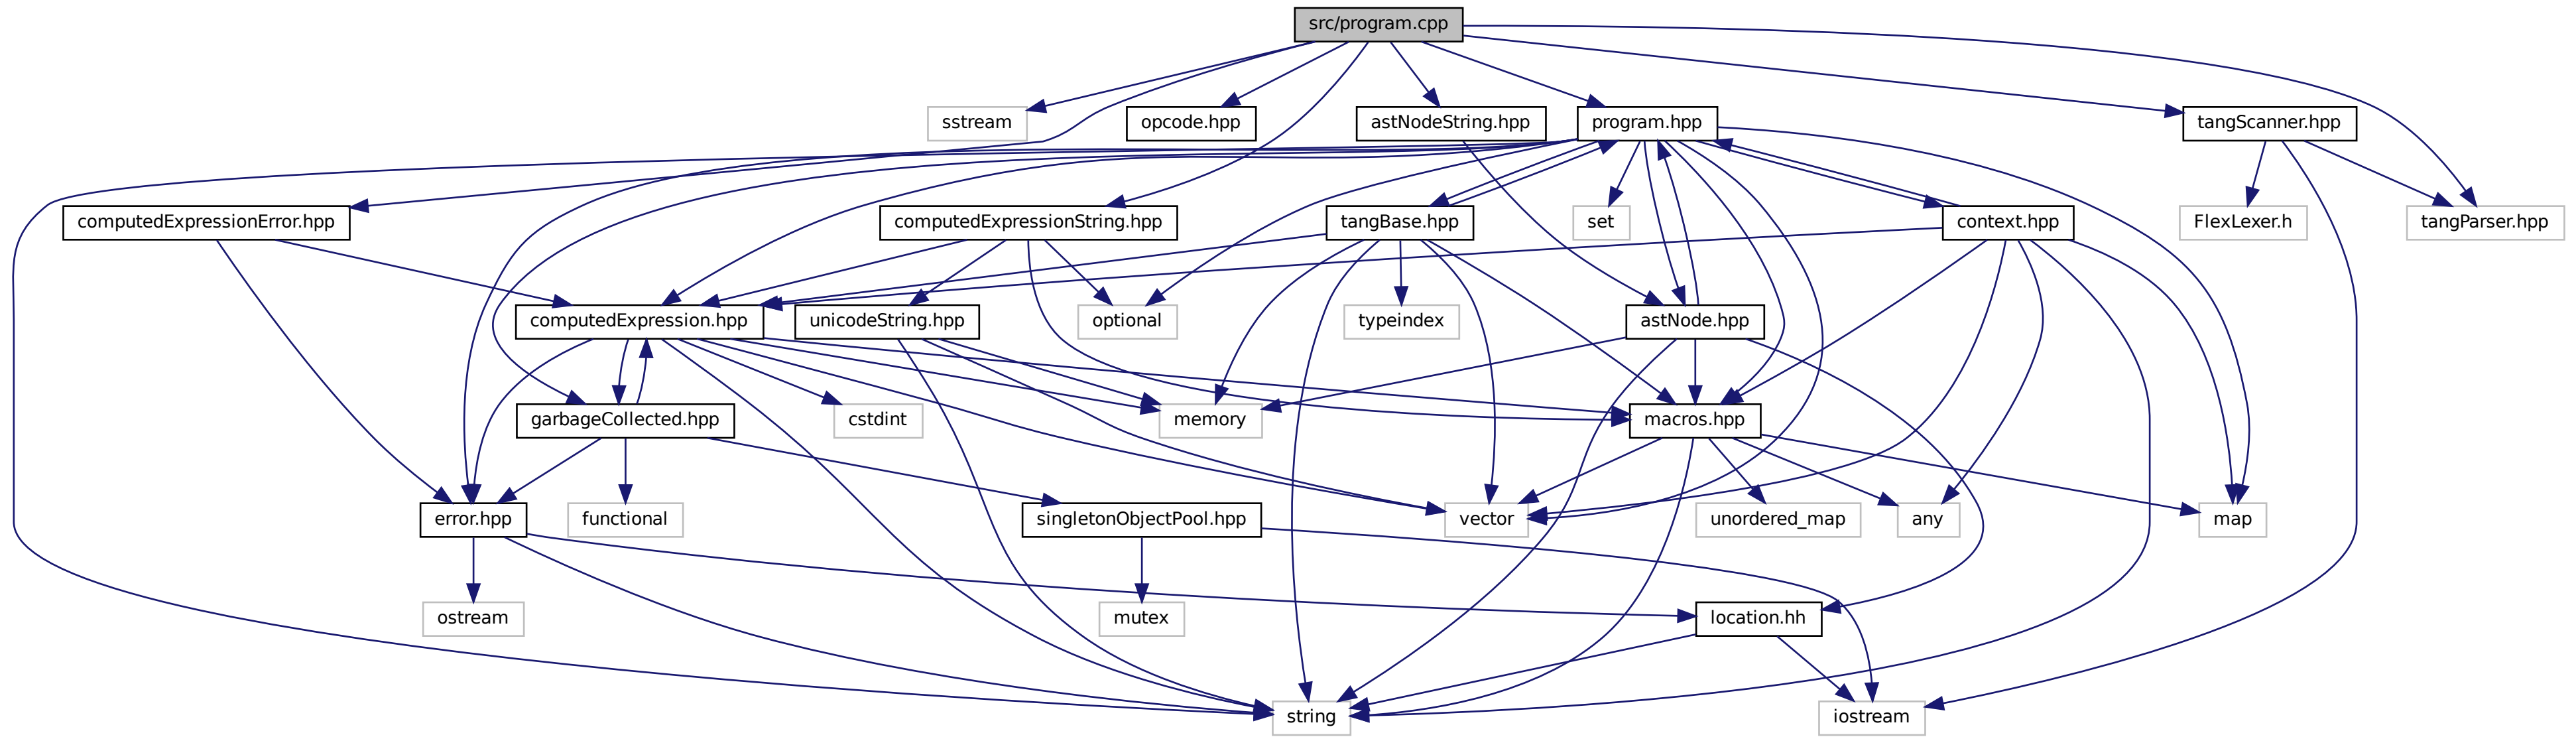 src/program.cpp
sstream
opcode.hpp
astNodeString.hpp
program.hpp
tangScanner.hpp
computedExpressionError.hpp
computedExpressionString.hpp
tangBase.hpp
set
context.hpp
FlexLexer.h
tangParser.hpp
computedExpression.hpp
unicodeString.hpp
optional
typeindex
astNode.hpp
garbageCollected.hpp
cstdint
memory
macros.hpp
error.hpp
functional
singletonObjectPool.hpp
vector
unordered_map
any
map
ostream
mutex
location.hh
string
iostream